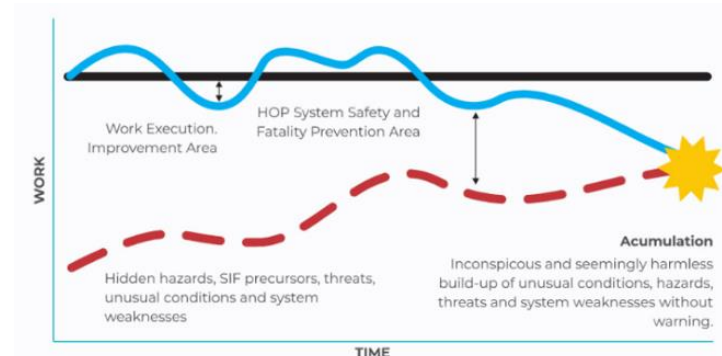 WORK
Work Execution.
Improvement Area
HOP System Safety and
Fatality Prevention Area
Hidden hazards, SIF precursors, threats,
unusual conditions and system
weaknesses
Acumulation
Inconspicous and seemingly harmless
build-up of unusual conditions, hazards,
threats and system weaknesses without
warning.
TIME